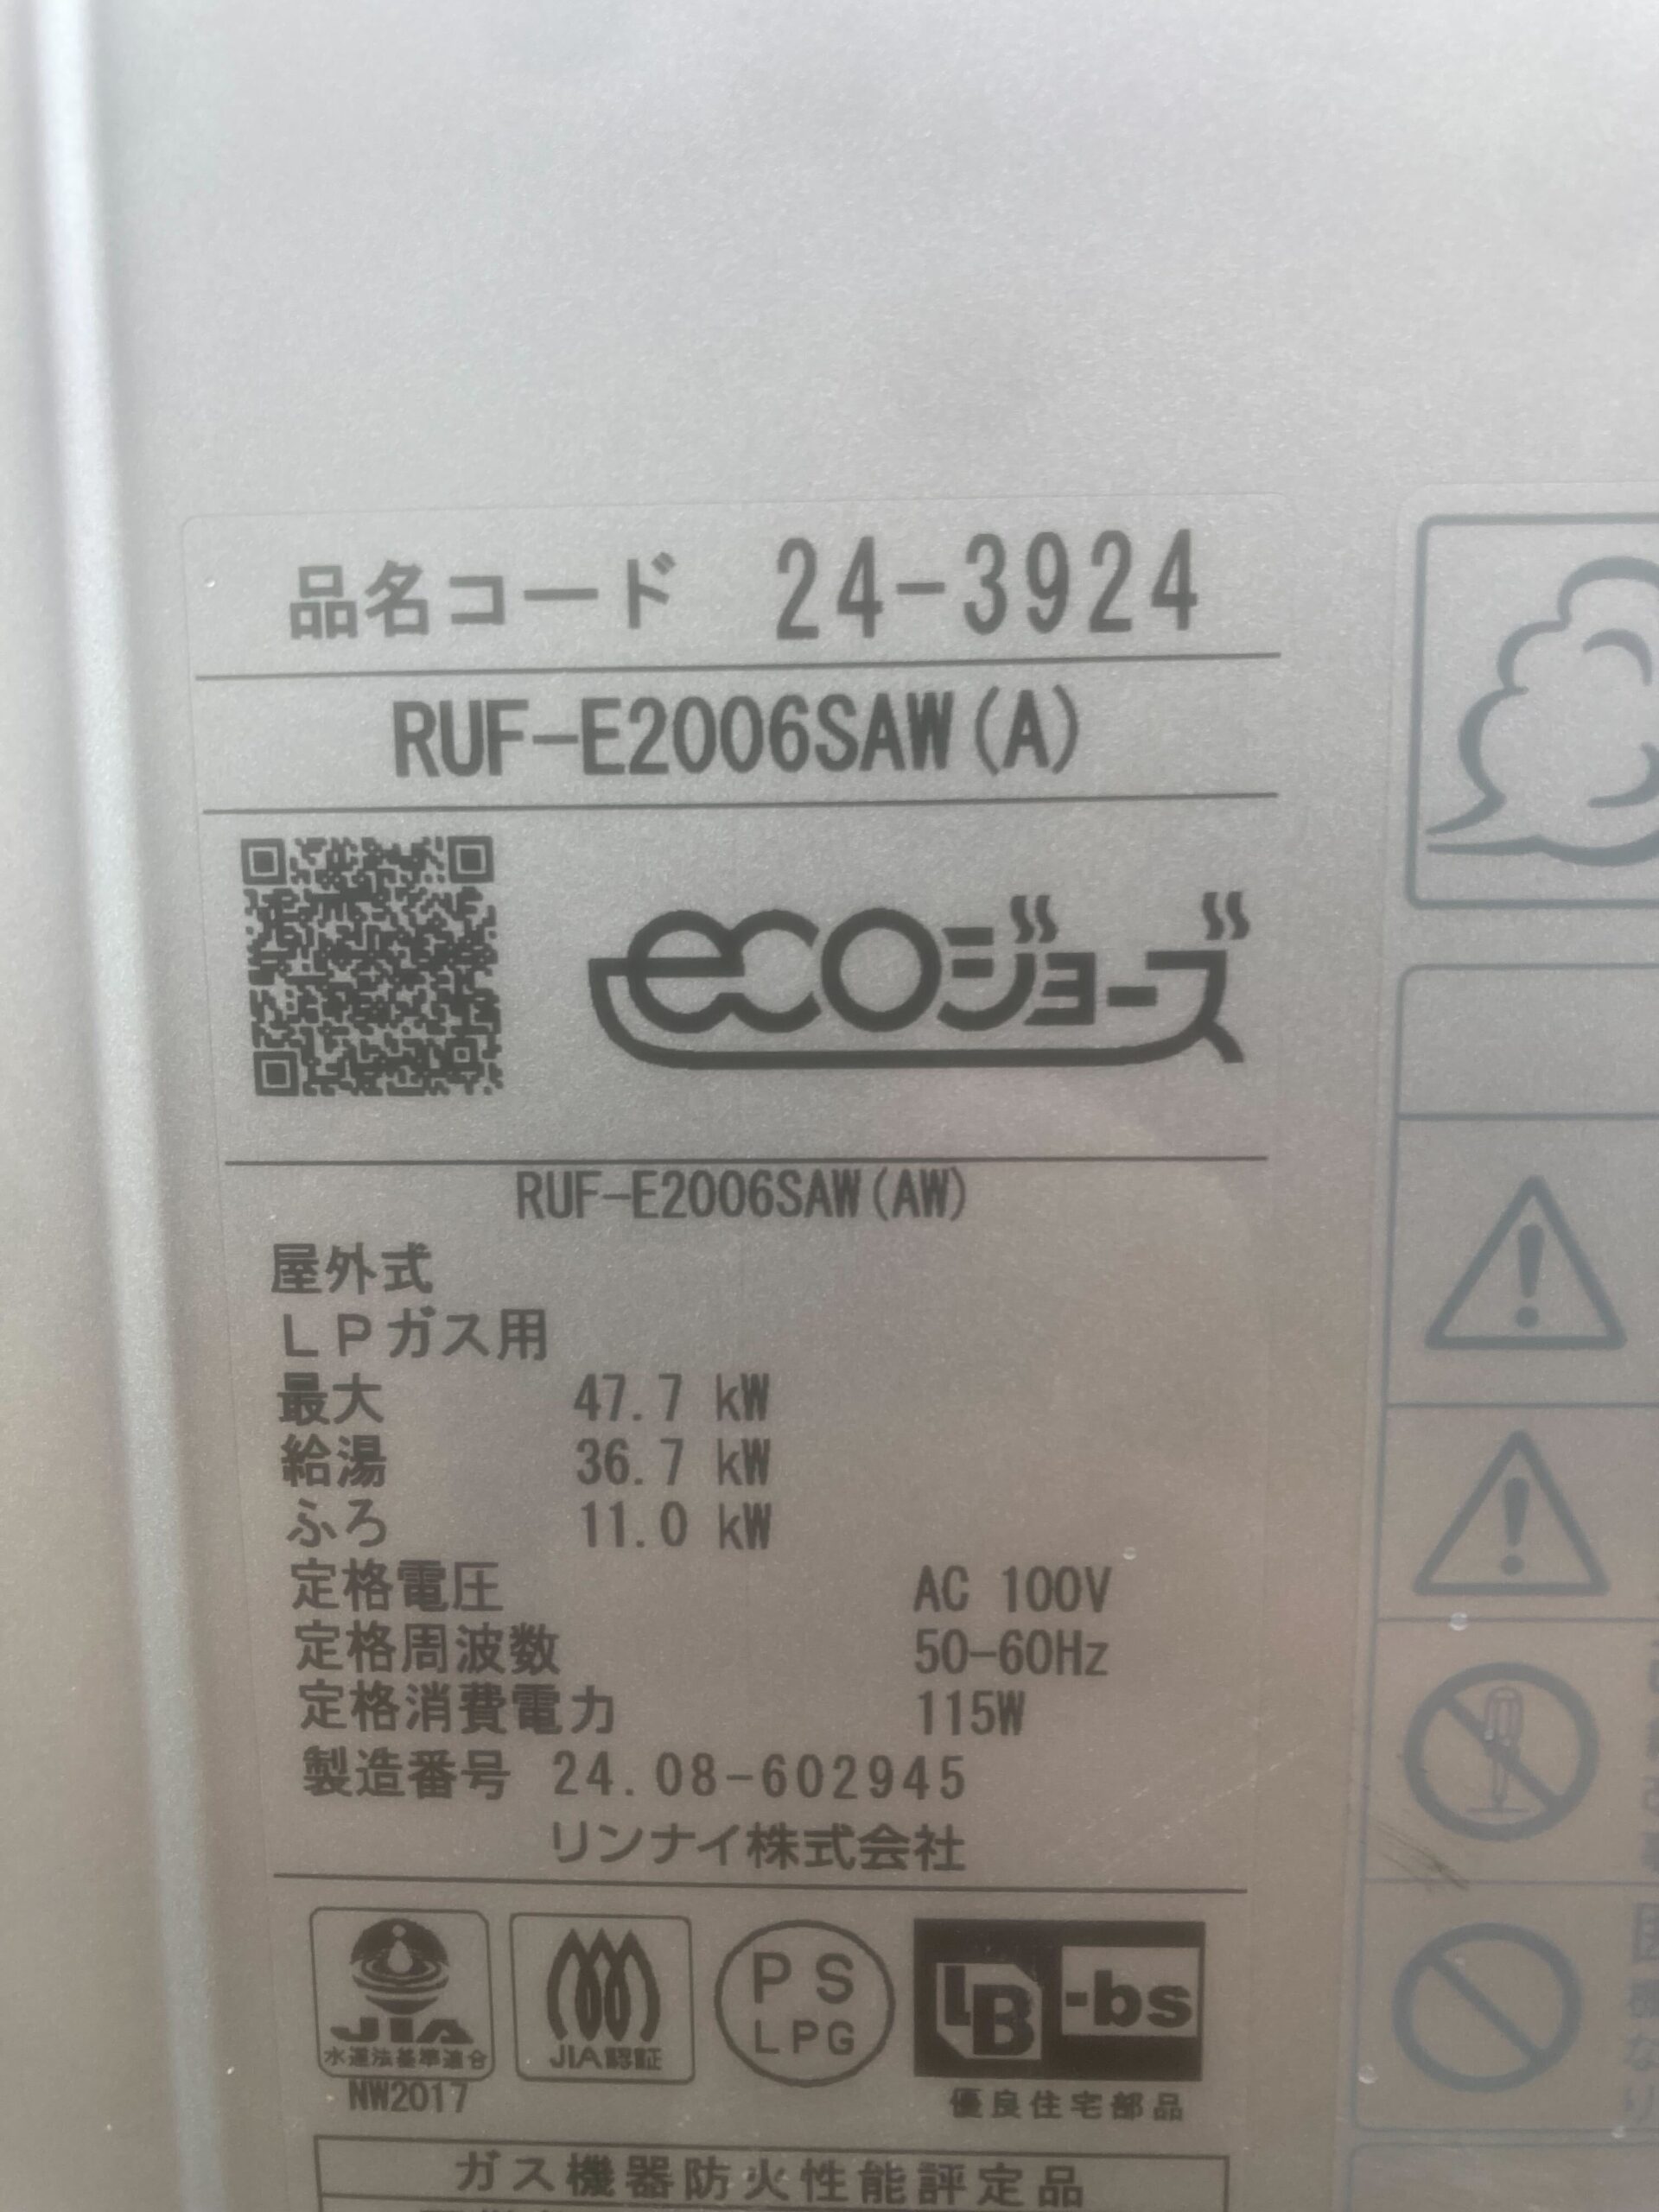 品名コード 24-3924
RUF-E2006SAW(A)
ecoジョーズ
RUF-E2006SAW(AW)
屋外式
LPガス用
最大 47.7 kW
給湯 36.7 kW
ふろ 11.0 kW
定格電圧 AC 100V
定格周波数 50-60Hz
定格消費電力 115W
製造番号 24.08-602945
リンナイ株式会社
JIA
水道法基準適合
NW2017
JIA認証
PS
LPG
BL-bs
優良住宅部品
ガス機器防火性能評定品